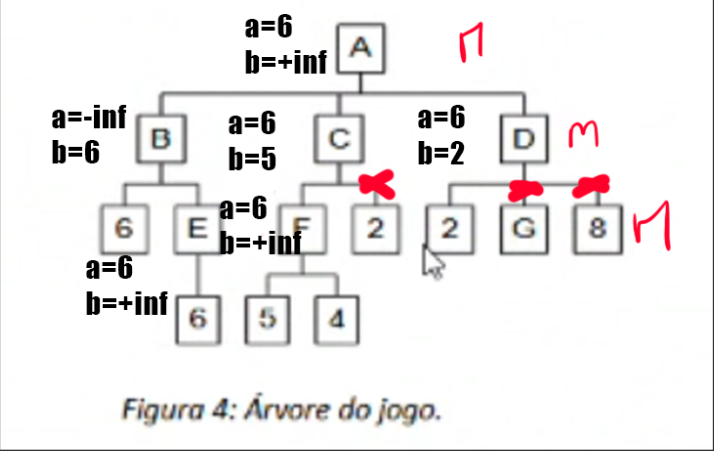 a=6
b=+inf
A
M
a=-inf
b=6
B
a=6
b=5
C
a=6
b=2
D
m
6
E
a=6
b=+inf
F
2
2
G
8
M
a=6
b=+inf
6
5
4
Figura 4: Árvore do jogo.